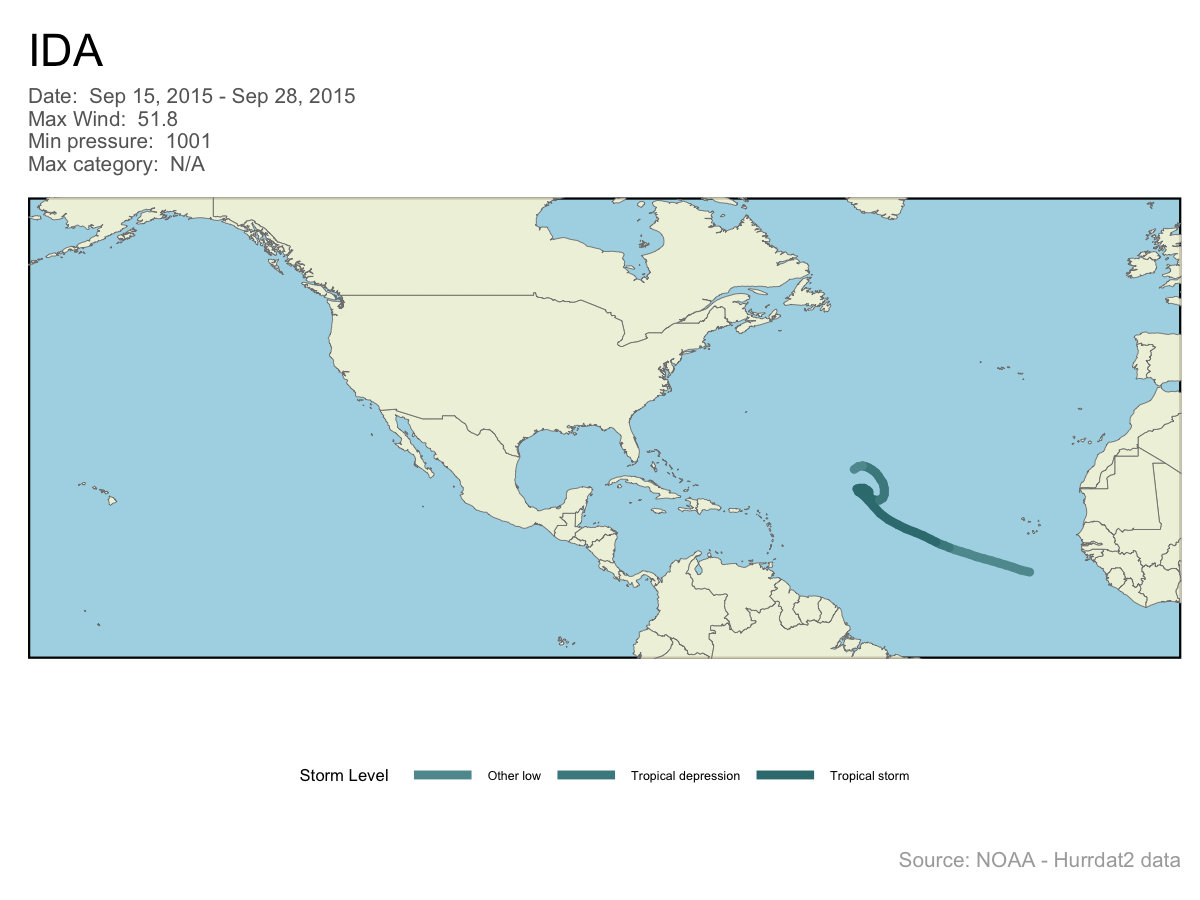 IDA
Date:  Sep 15, 2015 - Sep 28, 2015
Max Wind:  51.8
Min pressure:  1001
Max category:  N/A
Storm Level
Other low
Tropical depression
Tropical storm
Source: NOAA - Hurrdat2 data